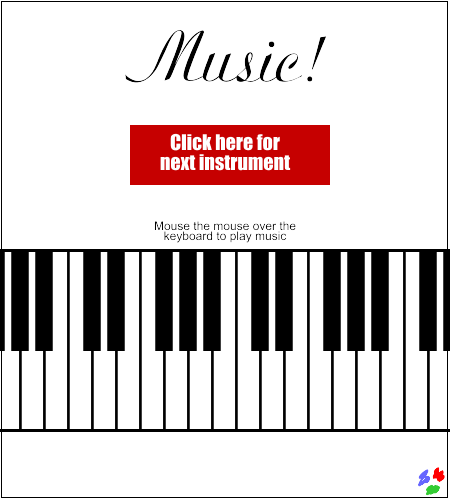 Music!
Click here for
next instrument
Mouse the mouse over the
keyboard to play music